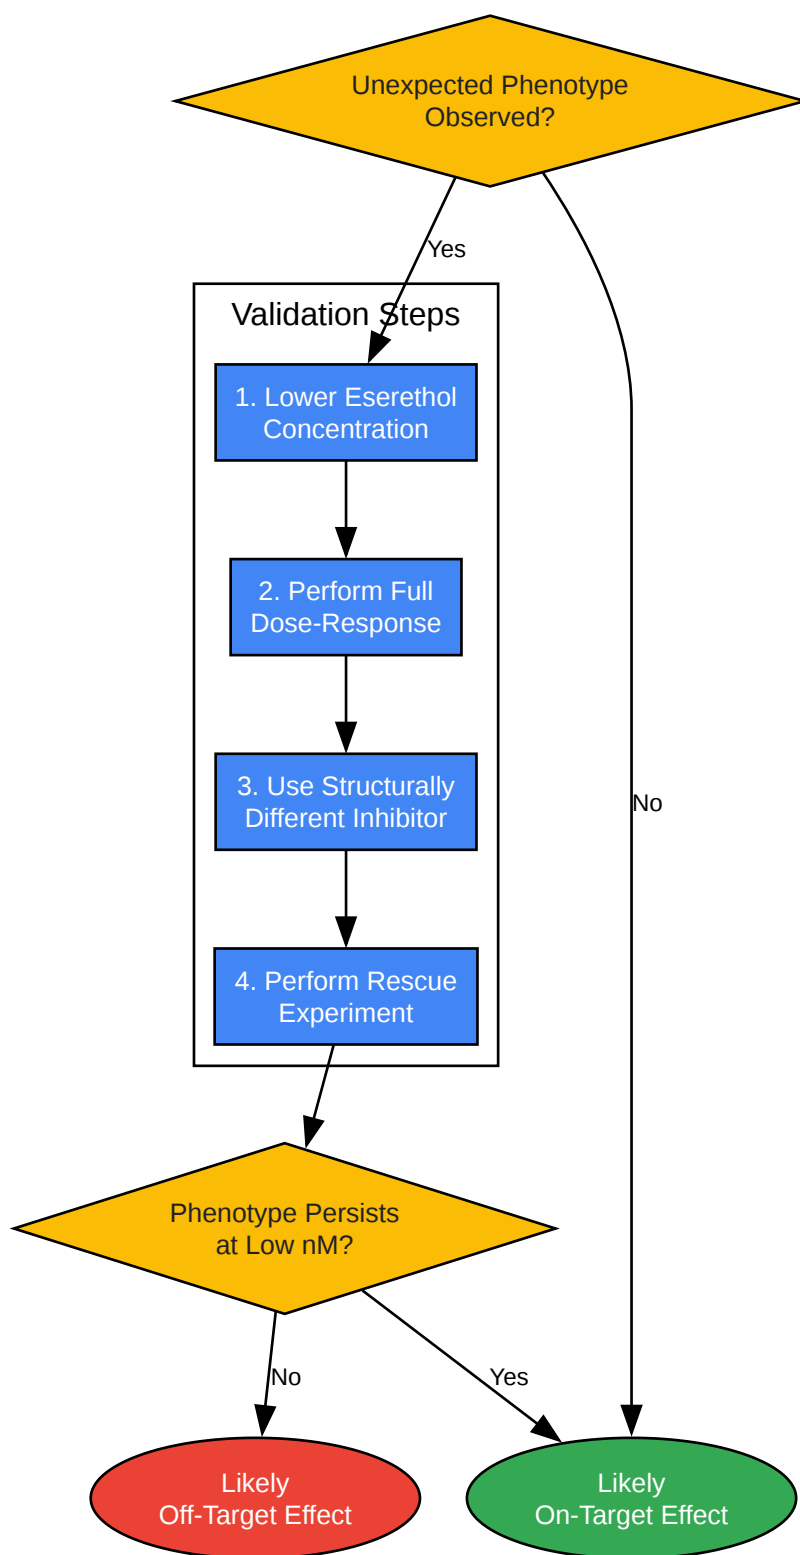 Unexpected Phenotype
Observed?
Yes
Validation Steps
1. Lower Eserethol
Concentration
2. Perform Full
Dose-Response
3. Use Structurally
Different Inhibitor
No
4. Perform Rescue
Experiment
Phenotype Persists
at Low nM?
No
Yes
Likely
Off-Target Effect
Likely
On-Target Effect